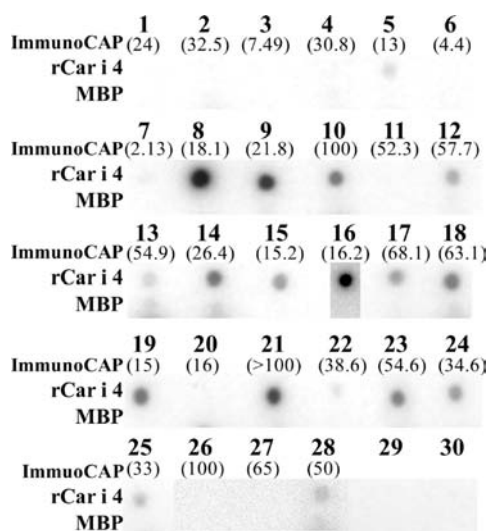 1 2 3 4 5 6
ImmunoCAP (24) (32.5) (7.49) (30.8) (13) (4.4)
rCar i 4
MBP
7 8 9 10 11 12
ImmunoCAP (2.13) (18.1) (21.8) (100) (52.3) (57.7)
rCar i 4
MBP
13 14 15 16 17 18
ImmunoCAP (54.9) (26.4) (15.2) (16.2) (68.1) (63.1)
rCar i 4
MBP
19 20 21 22 23 24
ImmunoCAP (15) (16) (>100) (38.6) (54.6) (34.6)
rCar i 4
MBP
25 26 27 28 29 30
ImmuoCAP (33) (100) (65) (50)
rCar i 4
MBP